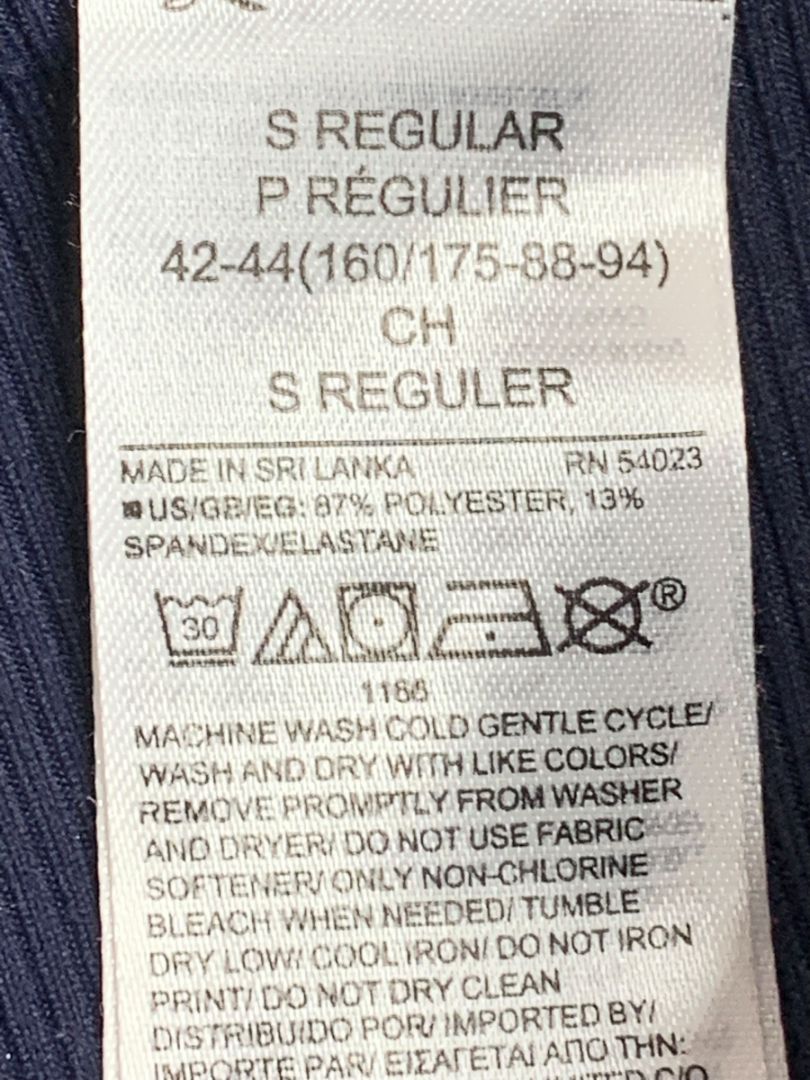 S REGULAR
P RÉGULIER
42-44(160/175-88-94)
CH
S REGULER
MADE IN SRI LANKA RN 54023
US/GB/EG: 87% POLYESTER, 13%
SPANDEX/ELASTANE
30 ®
1166
MACHINE WASH COLD GENTLE CYCLE/
WASH AND DRY WITH LIKE COLORS/
REMOVE PROMPTLY FROM WASHER
AND DRYER/ DO NOT USE FABRIC
SOFTENER/ ONLY NON-CHLORINE
BLEACH WHEN NEEDED/ TUMBLE
DRY LOW/ COOL IRON/ DO NOT IRON
PRINT/ DO NOT DRY CLEAN
DISTRIBUIDO POR/ IMPORTED BY/
IMPORTE PAR/ ΕΙΣΑΓΕΤΑΙ ΑΠΟ ΤΗΝ:
C/O